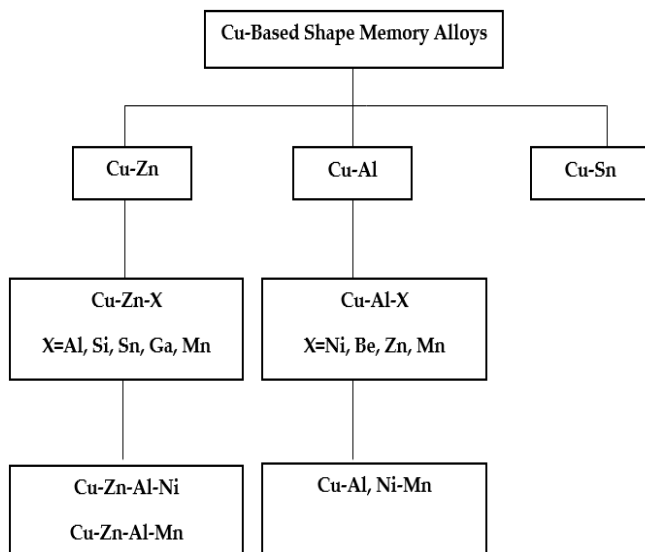 Cu-Based Shape Memory Alloys
Cu-Zn
Cu-Al
Cu-Sn
Cu-Zn-X
X=Al, Si, Sn, Ga, Mn
Cu-Al-X
X=Ni, Be, Zn, Mn
Cu-Zn-Al-Ni
Cu-Zn-Al-Mn
Cu-Al, Ni-Mn